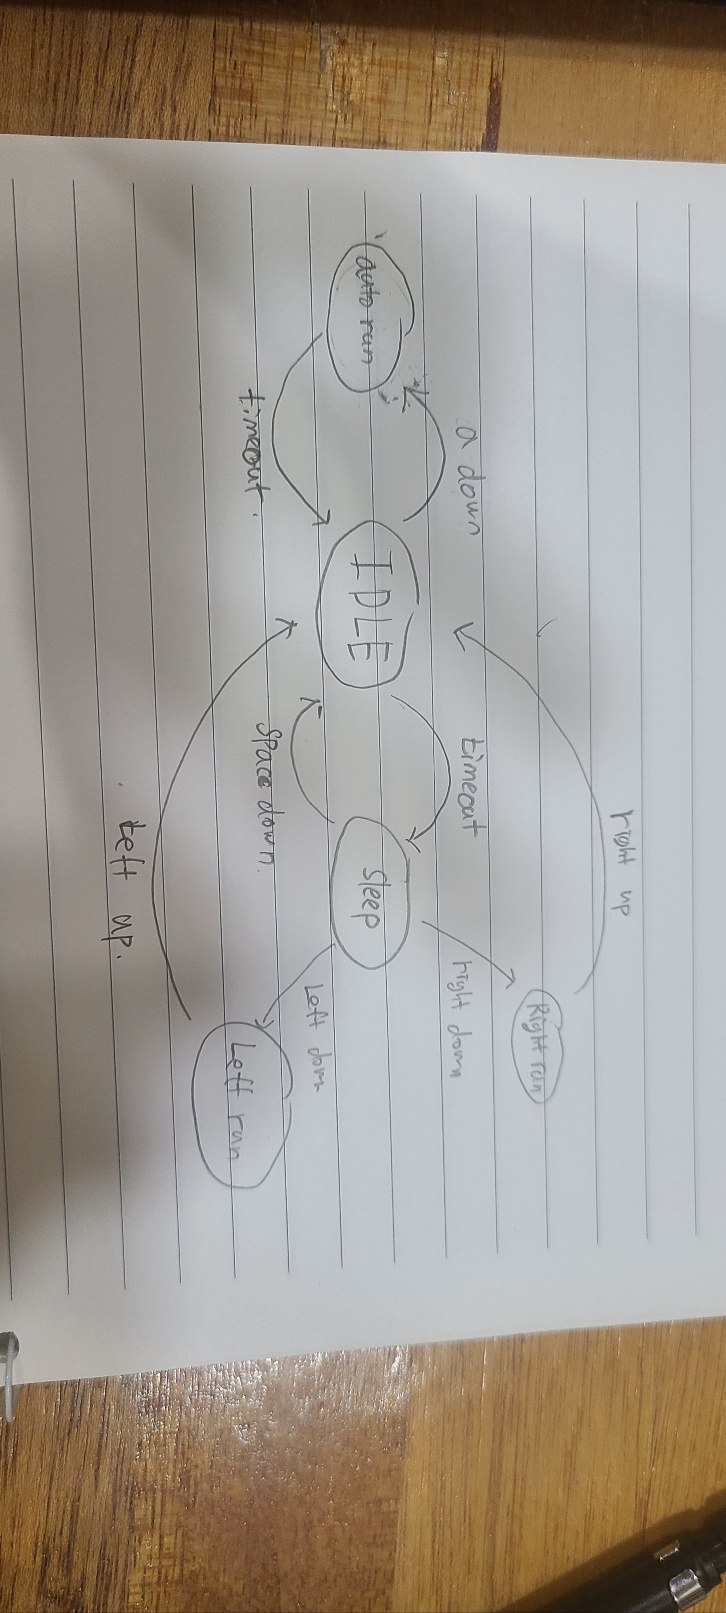 right up
Right run
a down
timeout
right down
auto run
IDLE
Sleep
Left down
timeout.
Space down.
Left run
Left up.